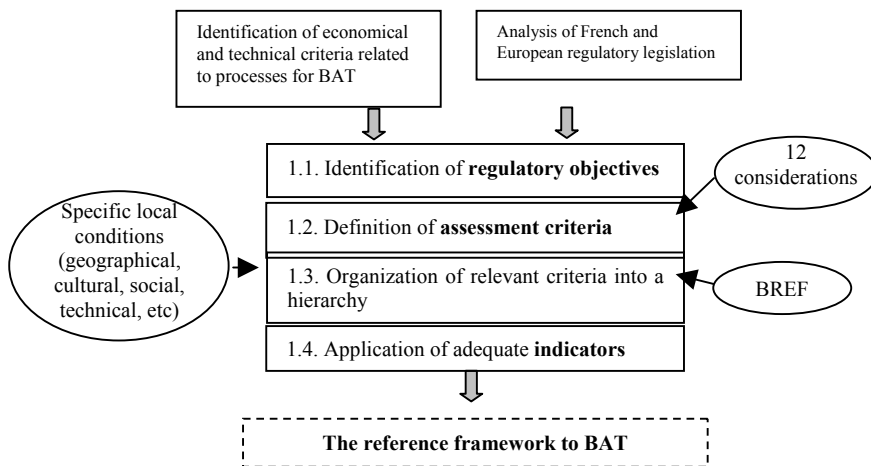 Identification of economical
and technical criteria related
to processes for BAT
Analysis of French and
European regulatory legislation
1.1. Identification of regulatory objectives
12
considerations
Specific local
conditions
(geographical,
cultural, social,
technical, etc)
1.2. Definition of assessment criteria
1.3. Organization of relevant criteria into a
hierarchy
BREF
1.4. Application of adequate indicators
The reference framework to BAT